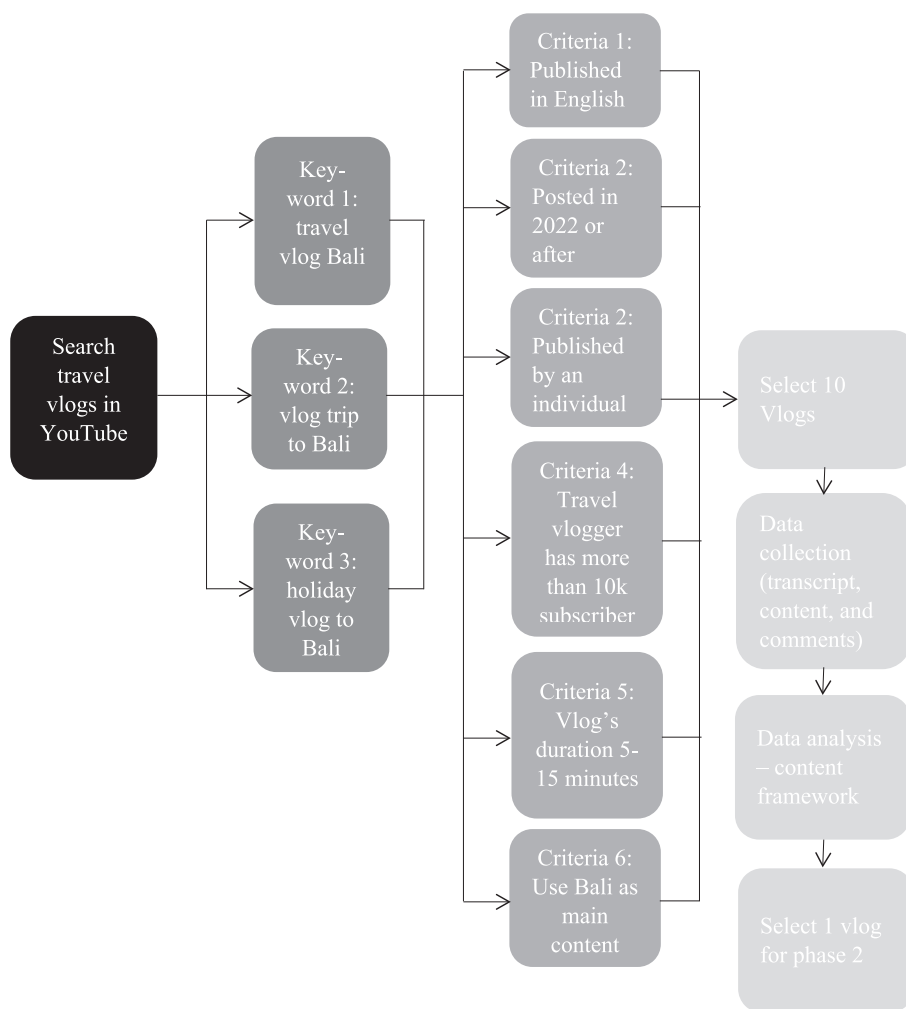 Search
travel
vlogs in
YouTube
Key-
word 1:
travel
vlog Bali
Key-
word 2:
vlog trip
to Bali
Key-
word 3:
holiday
vlog to
Bali
Criteria 1:
Published
in English
Criteria 2:
Posted in
2022 or
after
Criteria 2:
Published
by an
individual
Criteria 4:
Travel
vlogger
has more
than 10k
subscriber
Criteria 5:
Vlog’s
duration 5-
15 minutes
Criteria 6:
Use Bali as
main
content
Select 10
Vlogs
Data
collection
(transcript,
content, and
comments)
Data analysis
– content
framework
Select 1 vlog
for phase 2